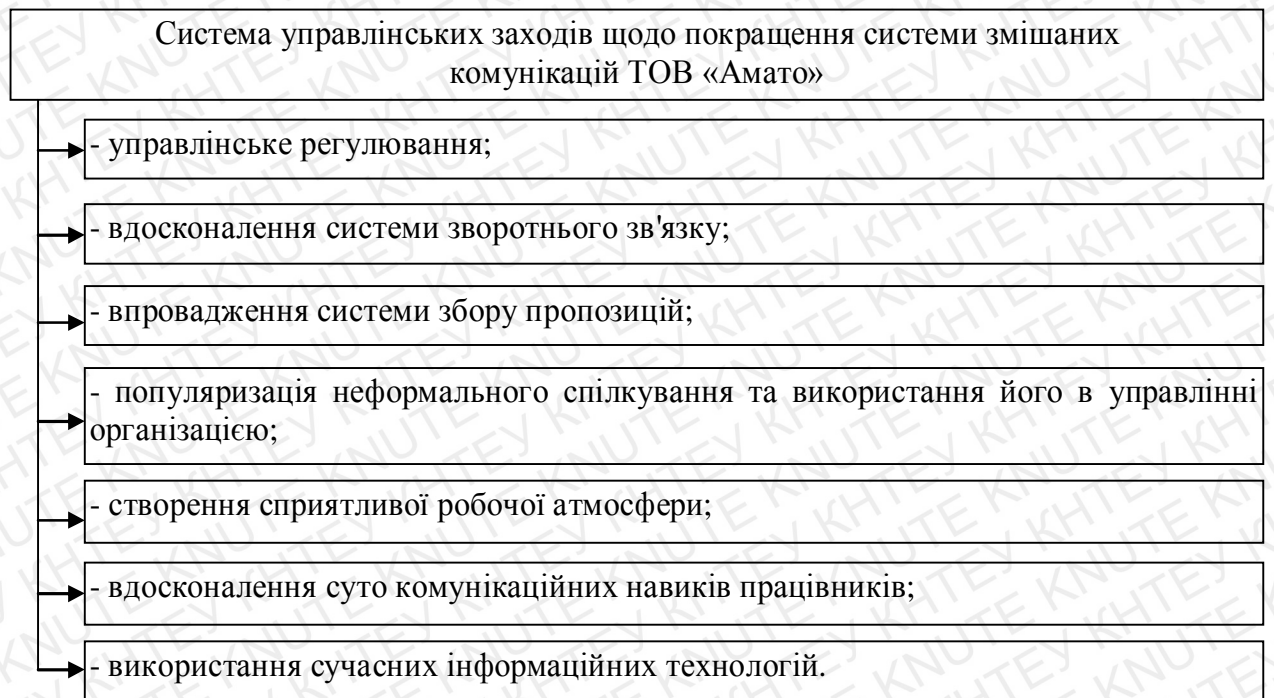 Система управлінських заходів щодо покращення системи змішаних
комунікацій ТОВ «Амато»
- управлінське регулювання;
- вдосконалення системи зворотнього зв'язку;
- впровадження системи збору пропозицій;
- популяризація неформального спілкування та використання його в управлінні
організацією;
- створення сприятливої робочої атмосфери;
- вдосконалення суто комунікаційних навиків працівників;
- використання сучасних інформаційних технологій.